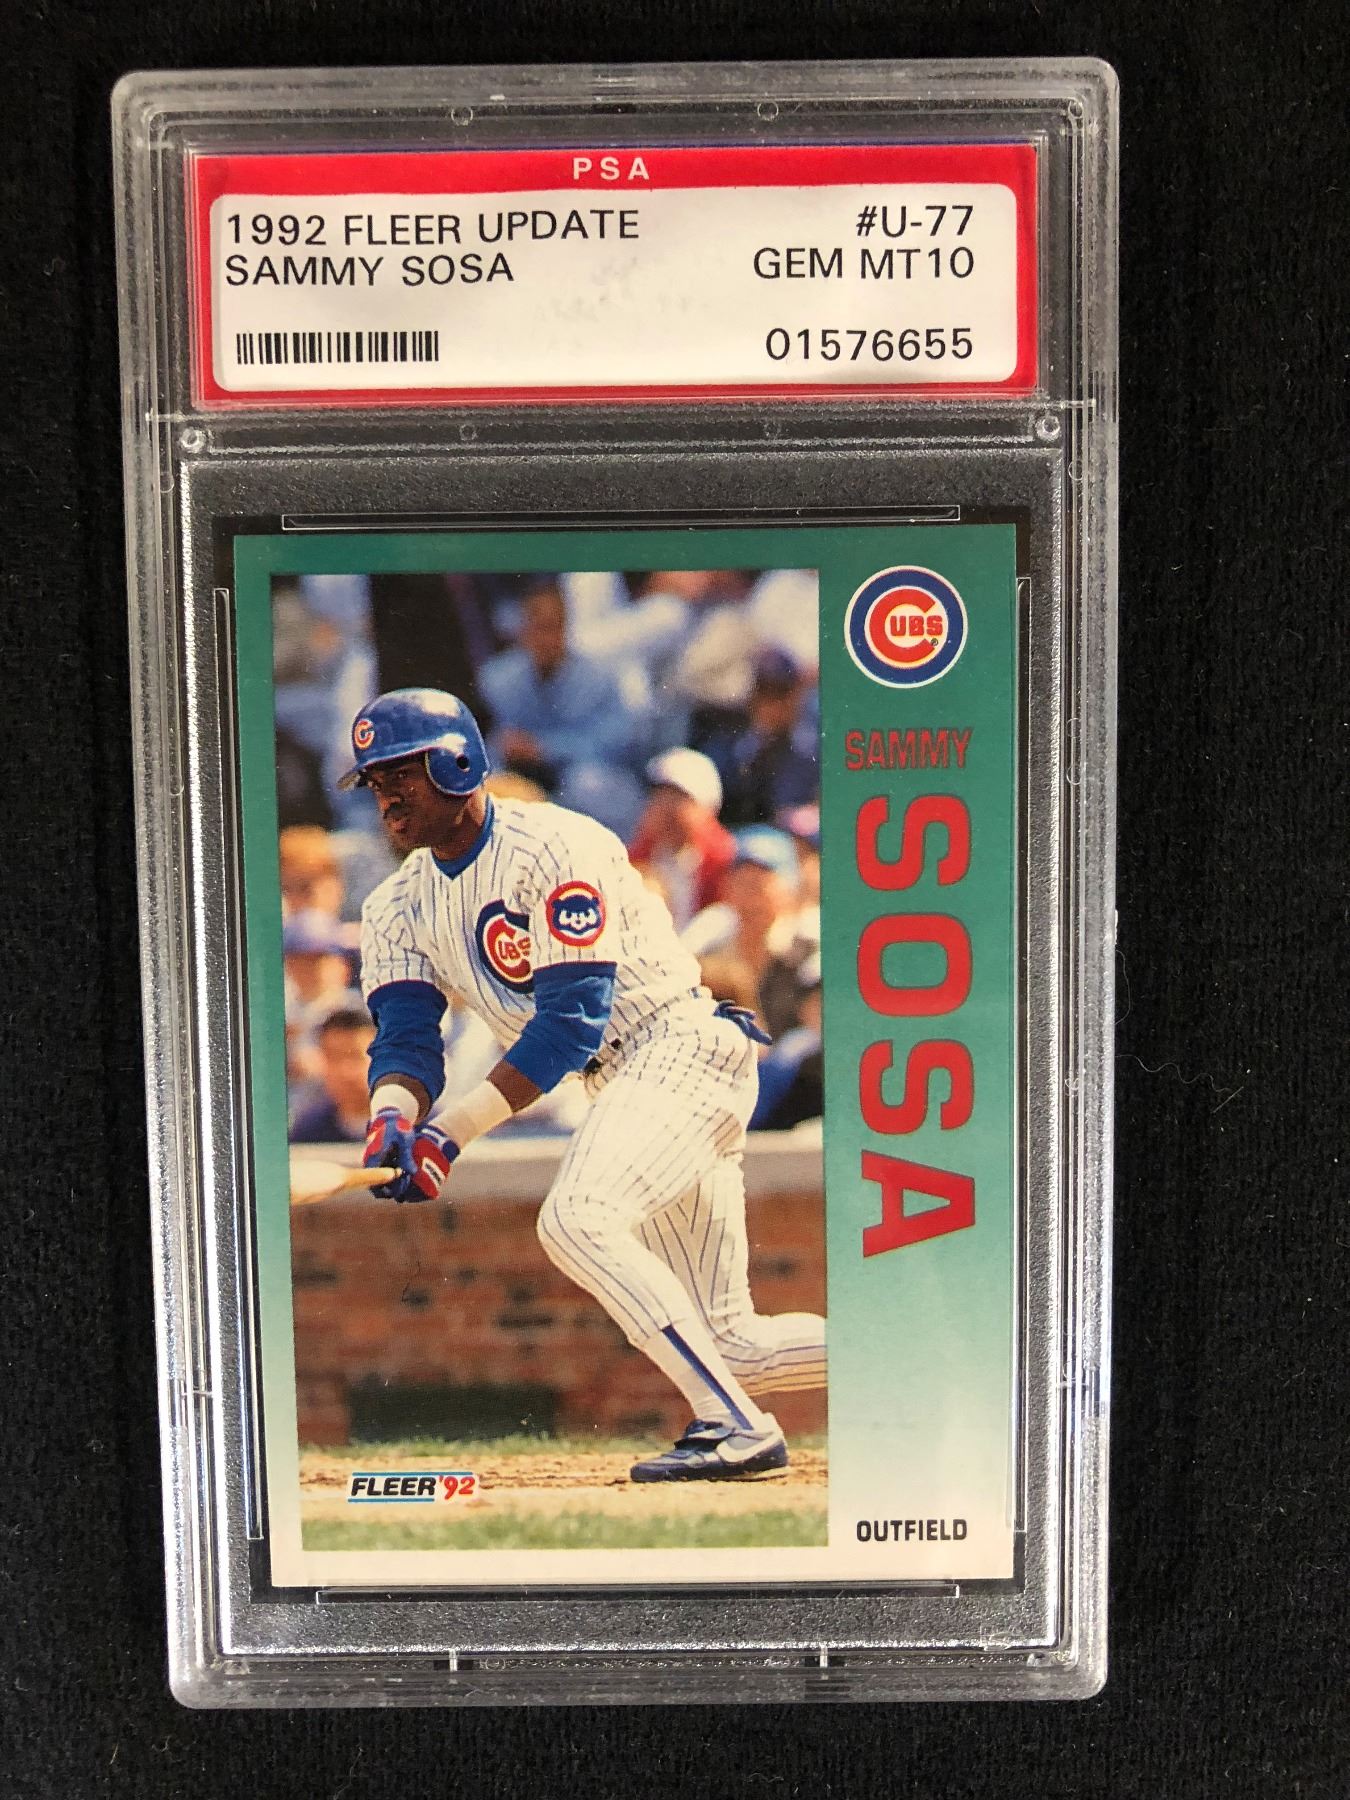 PSA
1992 FLEER UPDATE #U-77
SAMMY SOSA GEM MT10
01576655
CUBS
SAMMY
SOSA
C
CUBS
FLEER '92
OUTFIELD